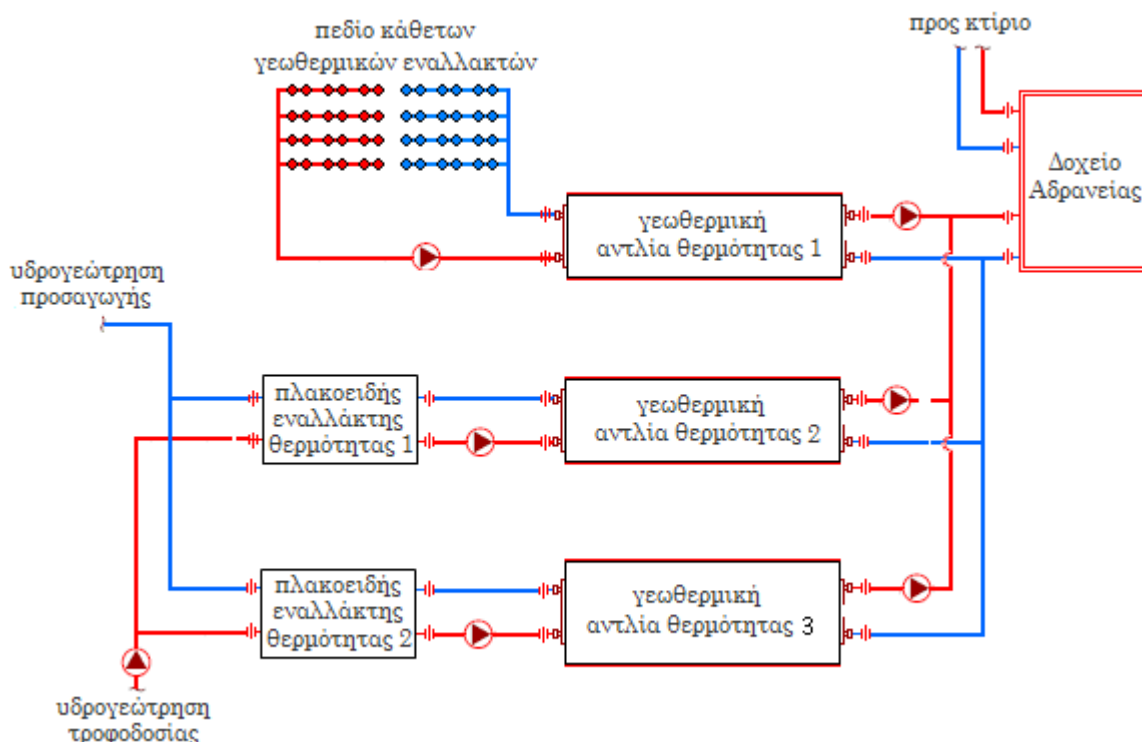 πεδίο κάθετων
γεωθερμικών εναλλακτών
προς κτίριο
Δοχείο
Αδρανείας
γεωθερμική
αντλία θερμότητας 1
υδρογεώτρηση
προσαγωγής
πλακοειδής
εναλλάκτης
θερμότητας 1
γεωθερμική
αντλία θερμότητας 2
πλακοειδής
εναλλάκτης
θερμότητας 2
γεωθερμική
αντλία θερμότητας 3
υδρογεώτρηση
τροφοδοσίας